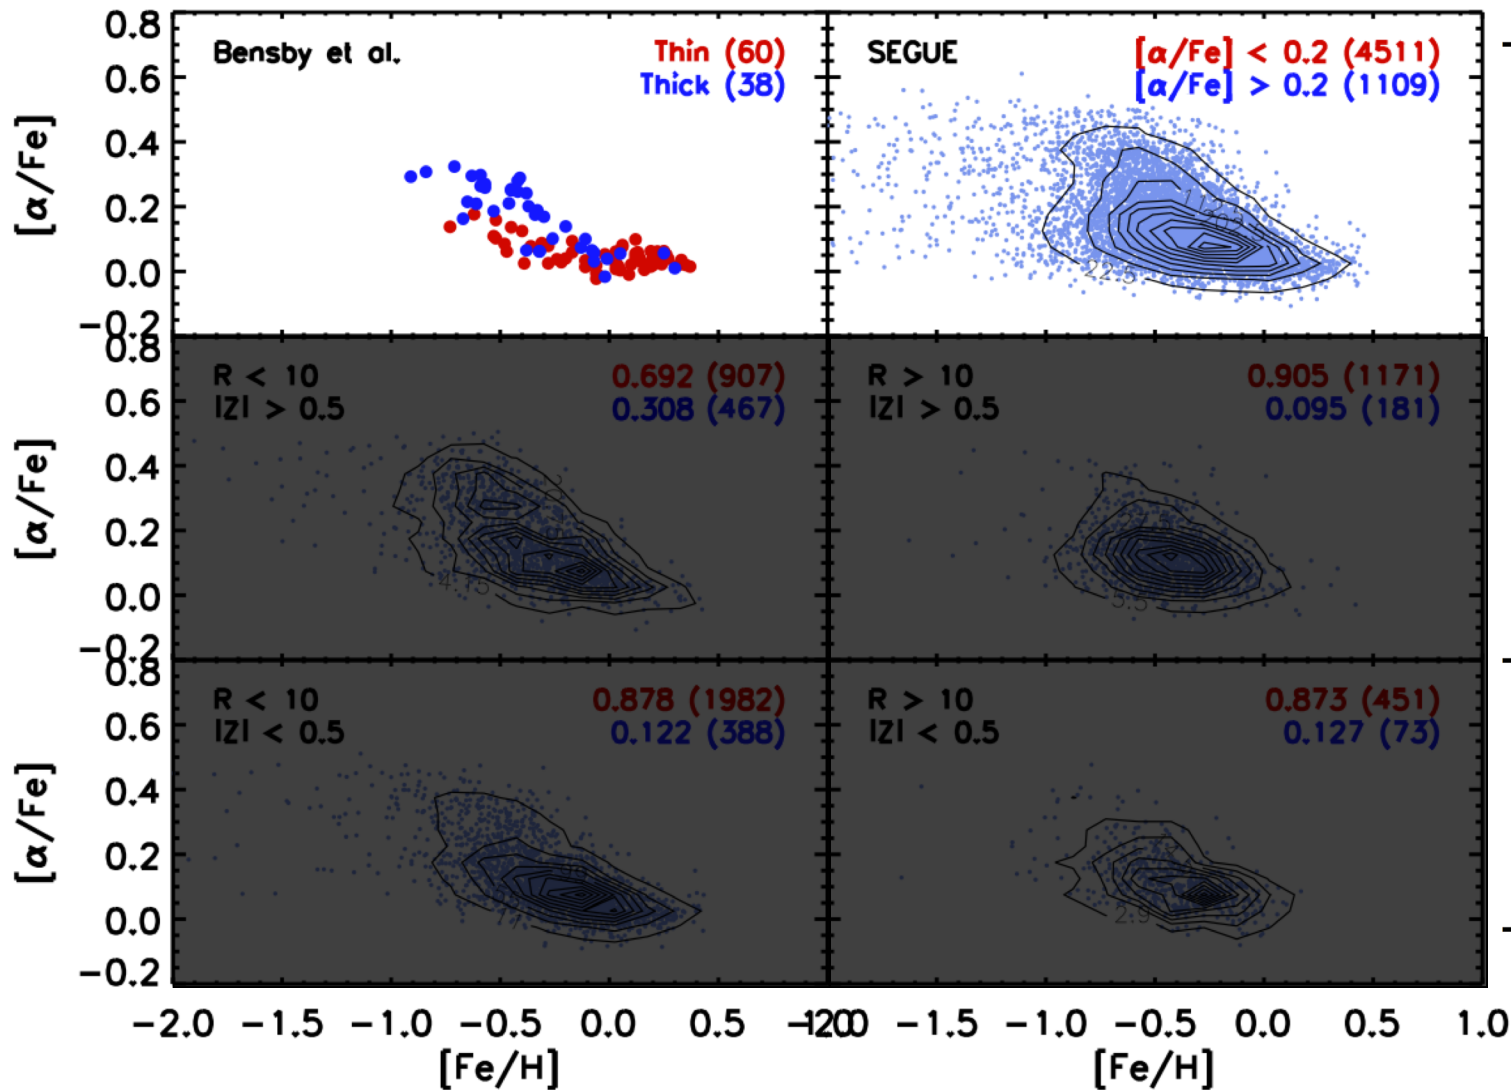 Bensby et al.
Thin (60)
Thick (38)
SEGUE
[α/Fe] < 0.2 (4511)
[α/Fe] > 0.2 (1109)
22.5
[α/Fe]
0.8
0.6
0.4
0.2
0.0
−0.2
R < 10
|Z| > 0.5
0.692 (907)
0.308 (467)
R > 10
|Z| > 0.5
0.905 (1171)
0.095 (181)
5.5
[α/Fe]
0.8
0.6
0.4
0.2
0.0
−0.2
R < 10
|Z| < 0.5
0.878 (1982)
0.122 (388)
R > 10
|Z| < 0.5
0.873 (451)
0.127 (73)
2.9
[α/Fe]
0.8
0.6
0.4
0.2
0.0
−0.2
−2.0 −1.5 −1.0 −0.5 0.0 0.5
−1.5 −1.0 −0.5 0.0 0.5 1.0
[Fe/H]
[Fe/H]